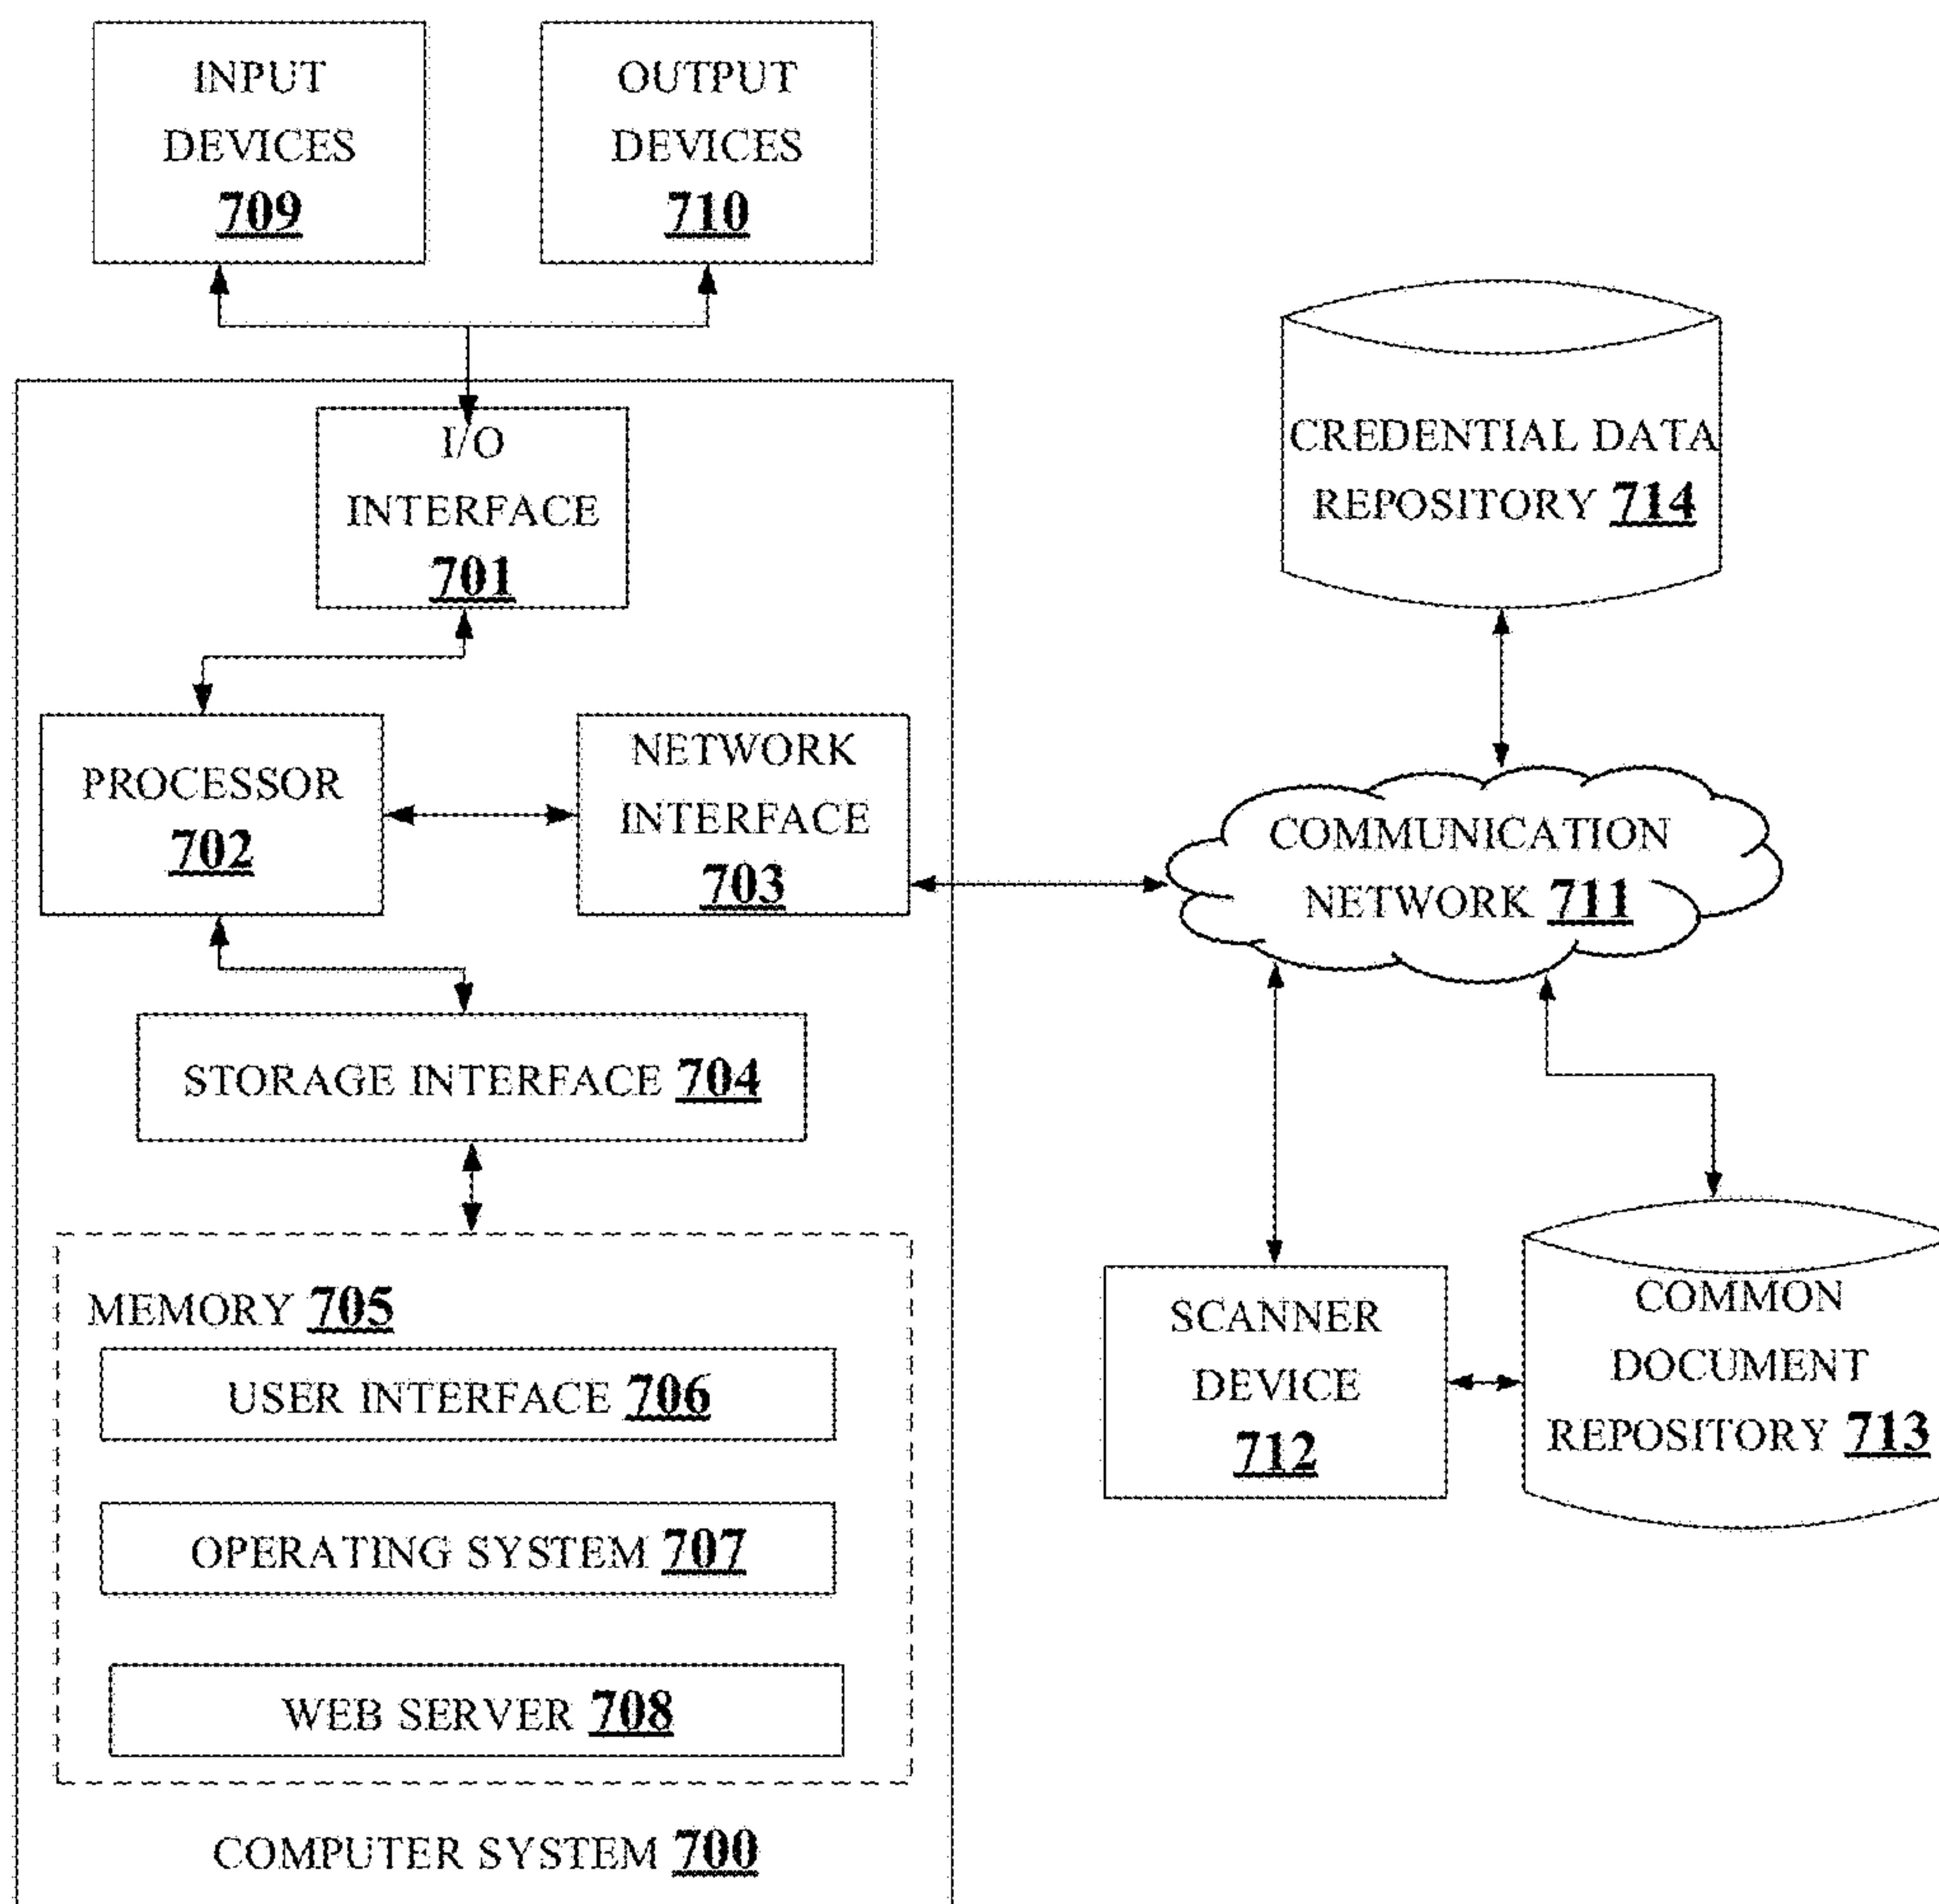 INPUT
DEVICES
709
OUTPUT
DEVICES
710
I/O
INTERFACE
701
PROCESSOR
702
NETWORK
INTERFACE
703
STORAGE INTERFACE 704
MEMORY 705
USER INTERFACE 706
OPERATING SYSTEM 707
WEB SERVER 708
COMPUTER SYSTEM 700
CREDENTIAL DATA
REPOSITORY 714
COMMUNICATION
NETWORK 711
SCANNER
DEVICE
712
COMMON
DOCUMENT
REPOSITORY 713